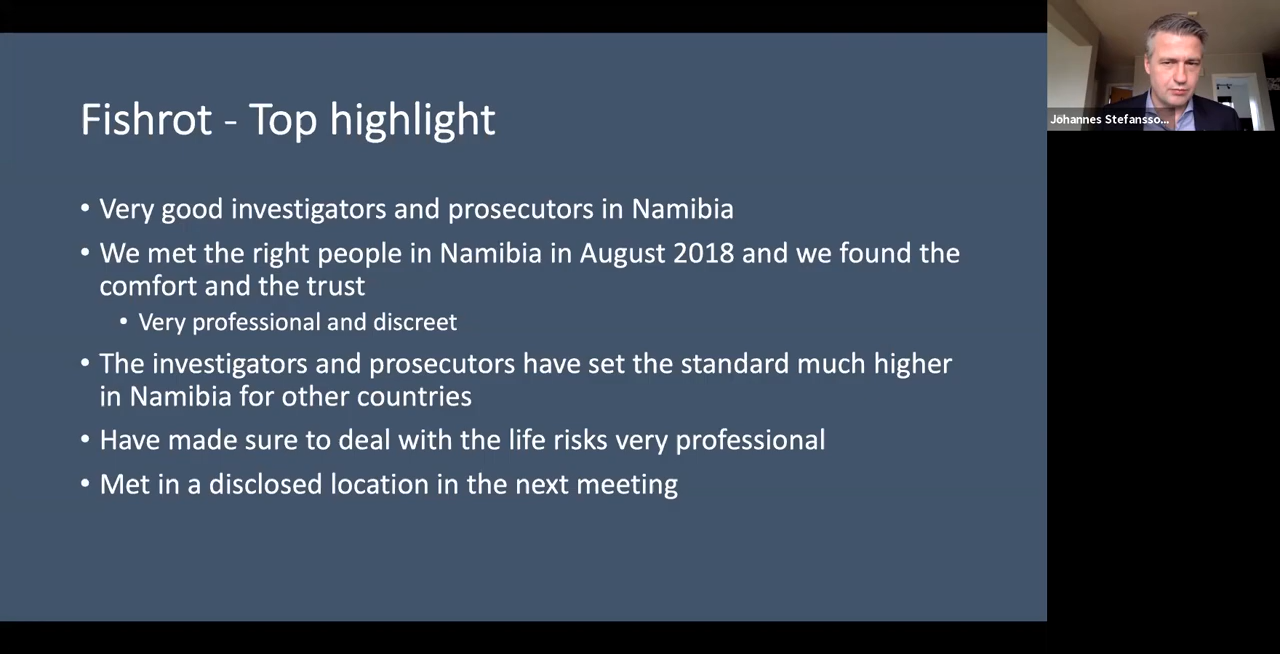 Fishrot - Top highlight
• Very good investigators and prosecutors in Namibia
• We met the right people in Namibia in August 2018 and we found the
comfort and the trust
• Very professional and discreet
• The investigators and prosecutors have set the standard much higher
in Namibia for other countries
• Have made sure to deal with the life risks very professional
• Met in a disclosed location in the next meeting
Jóhannes Stefansso...